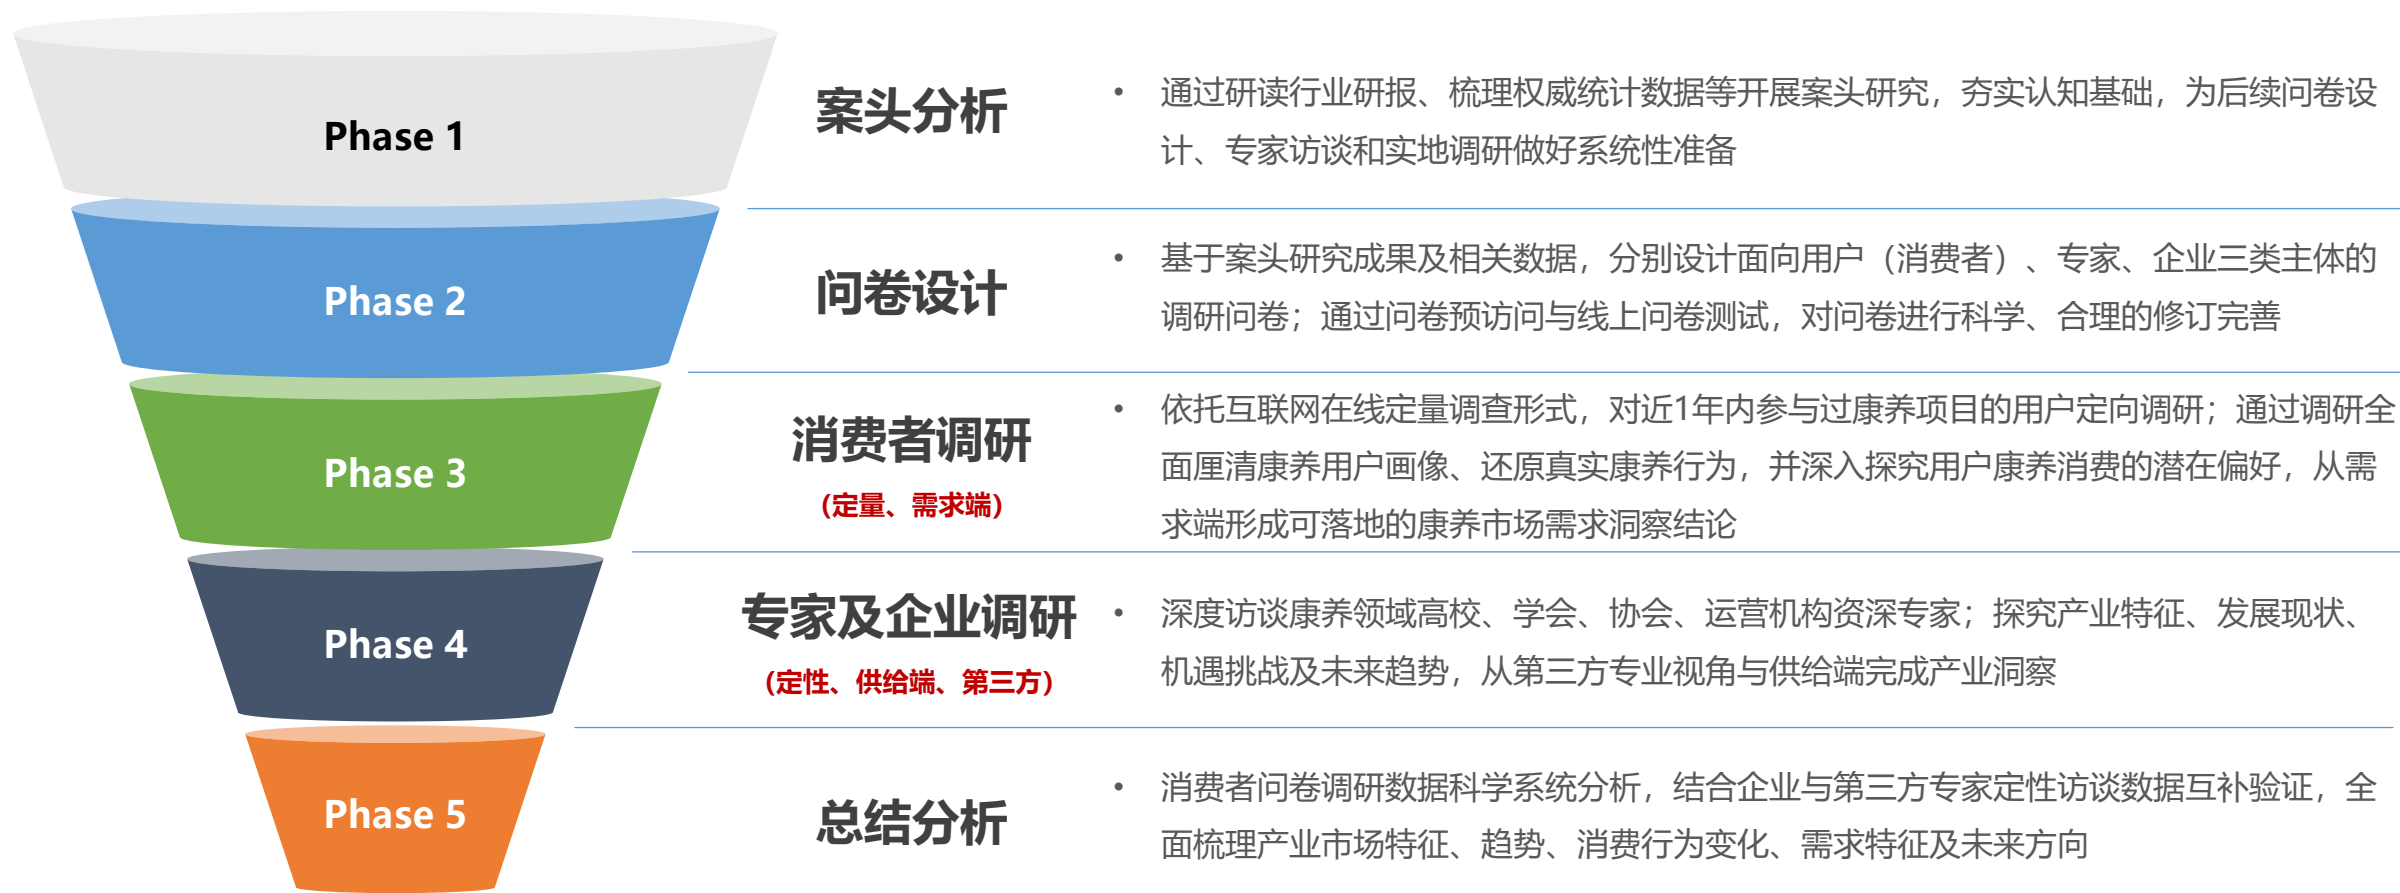 Phase 1
案头分析
• 通过研读行业研报、梳理权威统计数据等开展案头研究，夯实认知基础，为后续问卷设
计、专家访谈和实地调研做好系统性准备
Phase 2
问卷设计
• 基于案头研究成果及相关数据，分别设计面向用户（消费者）、专家、企业三类主体的
调研问卷；通过问卷预访问与线上问卷测试，对问卷进行科学、合理的修订完善
Phase 3
消费者调研
（定量、需求端）
• 依托互联网在线定量调查形式，对近1年内参与过康养项目的用户定向调研；通过调研全
面厘清康养用户画像、还原真实康养行为，并深入探究用户康养消费的潜在偏好，从需
求端形成可落地的康养市场需求洞察结论
Phase 4
专家及企业调研
（定性、供给端、第三方）
• 深度访谈康养领域高校、学会、协会、运营机构资深专家；探究产业特征、发展现状、
机遇挑战及未来趋势，从第三方专业视角与供给端完成产业洞察
Phase 5
总结分析
• 消费者问卷调研数据科学系统分析，结合企业与第三方专家定性访谈数据互补验证，全
面梳理产业市场特征、趋势、消费行为变化、需求特征及未来方向